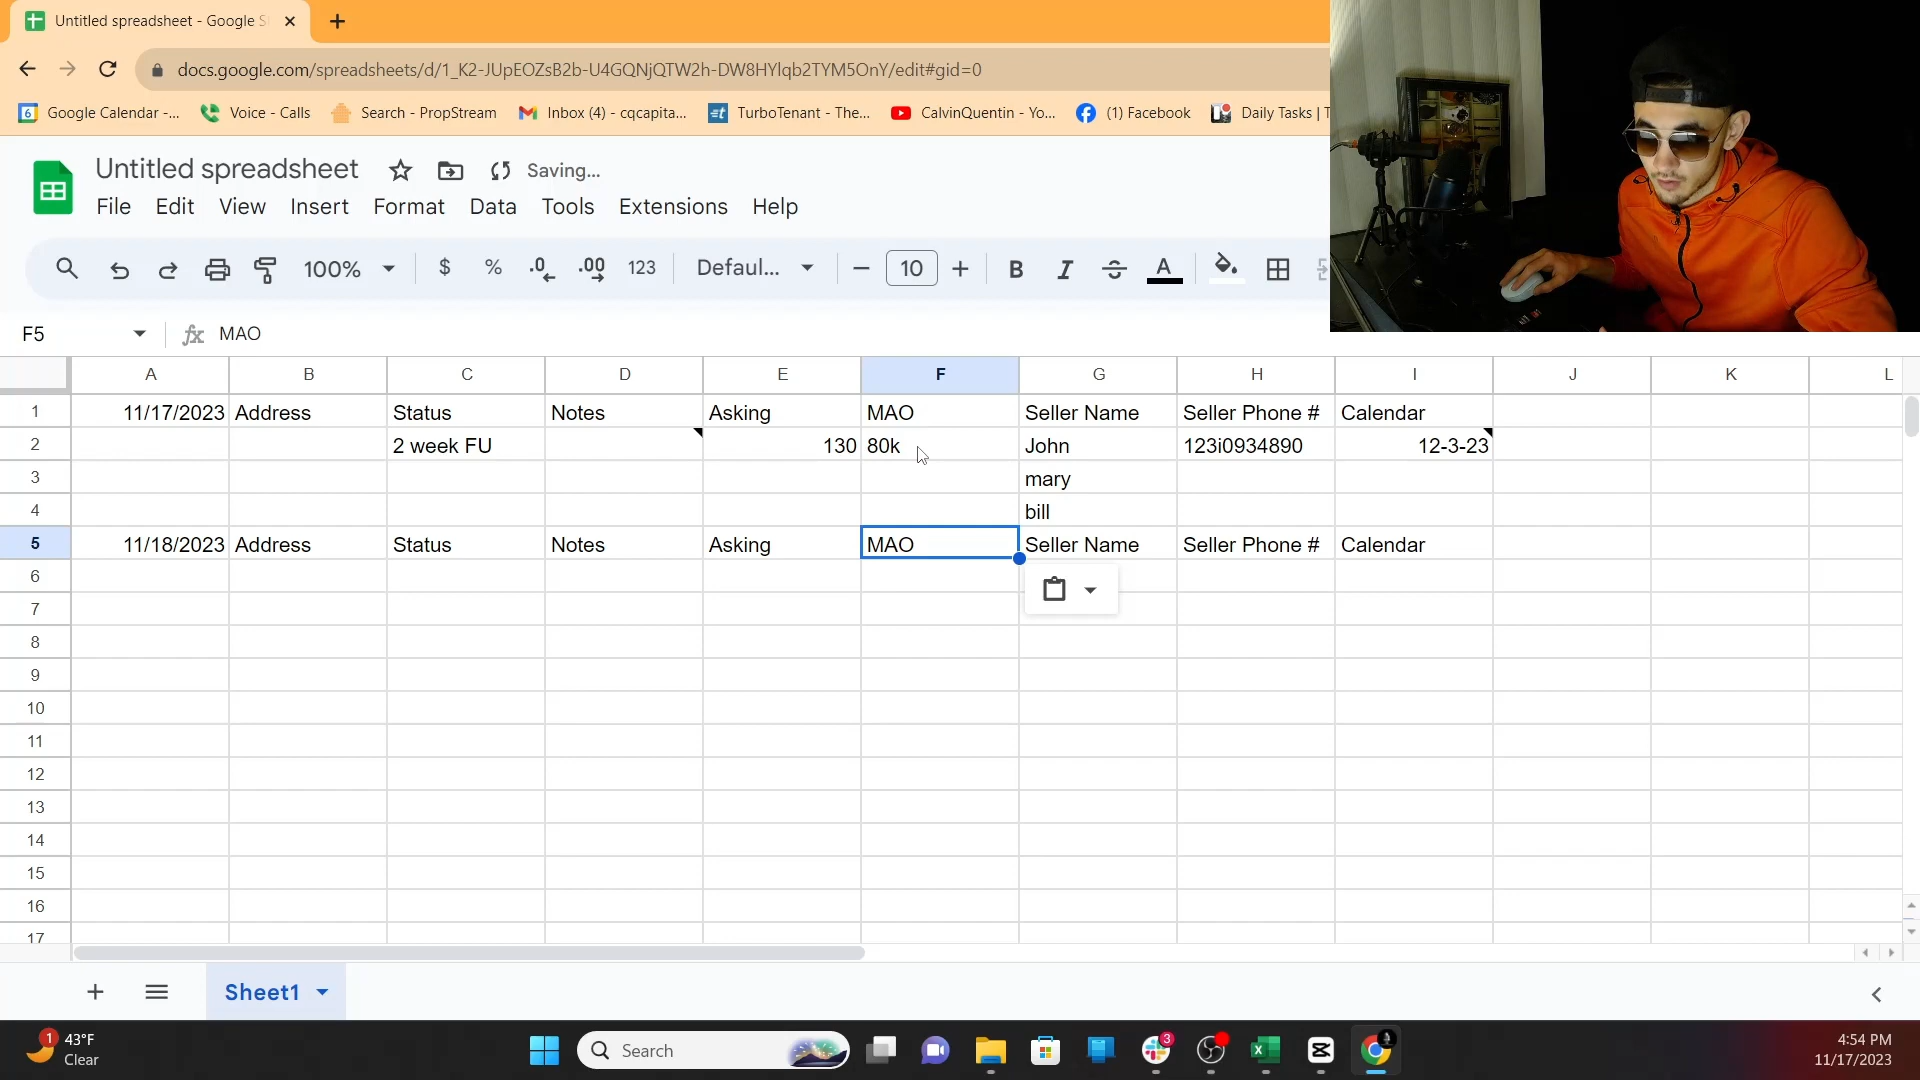 Untitled spreadsheet - Google S
docs.google.com/spreadsheets/d/1_K2-JUpEOZsB2b-U4GQNjQTW2h-DW8HYlqb2TYM5OnY/edit#gid=0
6 Google Calendar -... Voice - Calls Search - PropStream Inbox (4) - cqcapita... TurboTenant - The... CalvinQuentin - Yo... (1) Facebook Daily Tasks | T
Untitled spreadsheet Saving...
File Edit View Insert Format Data Tools Extensions Help
100% $ % .0 .00 123 Defaul... 10 B I S A
F5 fx MAO
A B C D E F G H I J K L
1 11/17/2023 Address Status Notes Asking MAO Seller Name Seller Phone # Calendar
2 2 week FU 130 80k John 123i0934890 12-3-23
3 mary
4 bill
5 11/18/2023 Address Status Notes Asking MAO Seller Name Seller Phone # Calendar
6
7
8
9
10
11
12
13
14
15
16
17
Sheet1
1 43°F
Clear
Search
3
4:54 PM
11/17/2023